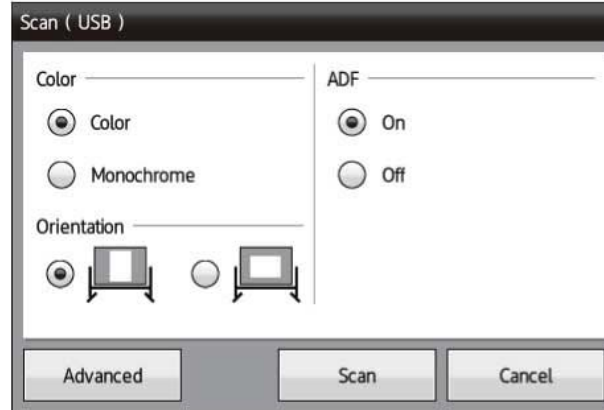 Scan ( USB )
Color
Color
Monochrome
Orientation
ADF
On
Off
Advanced
Scan
Cancel